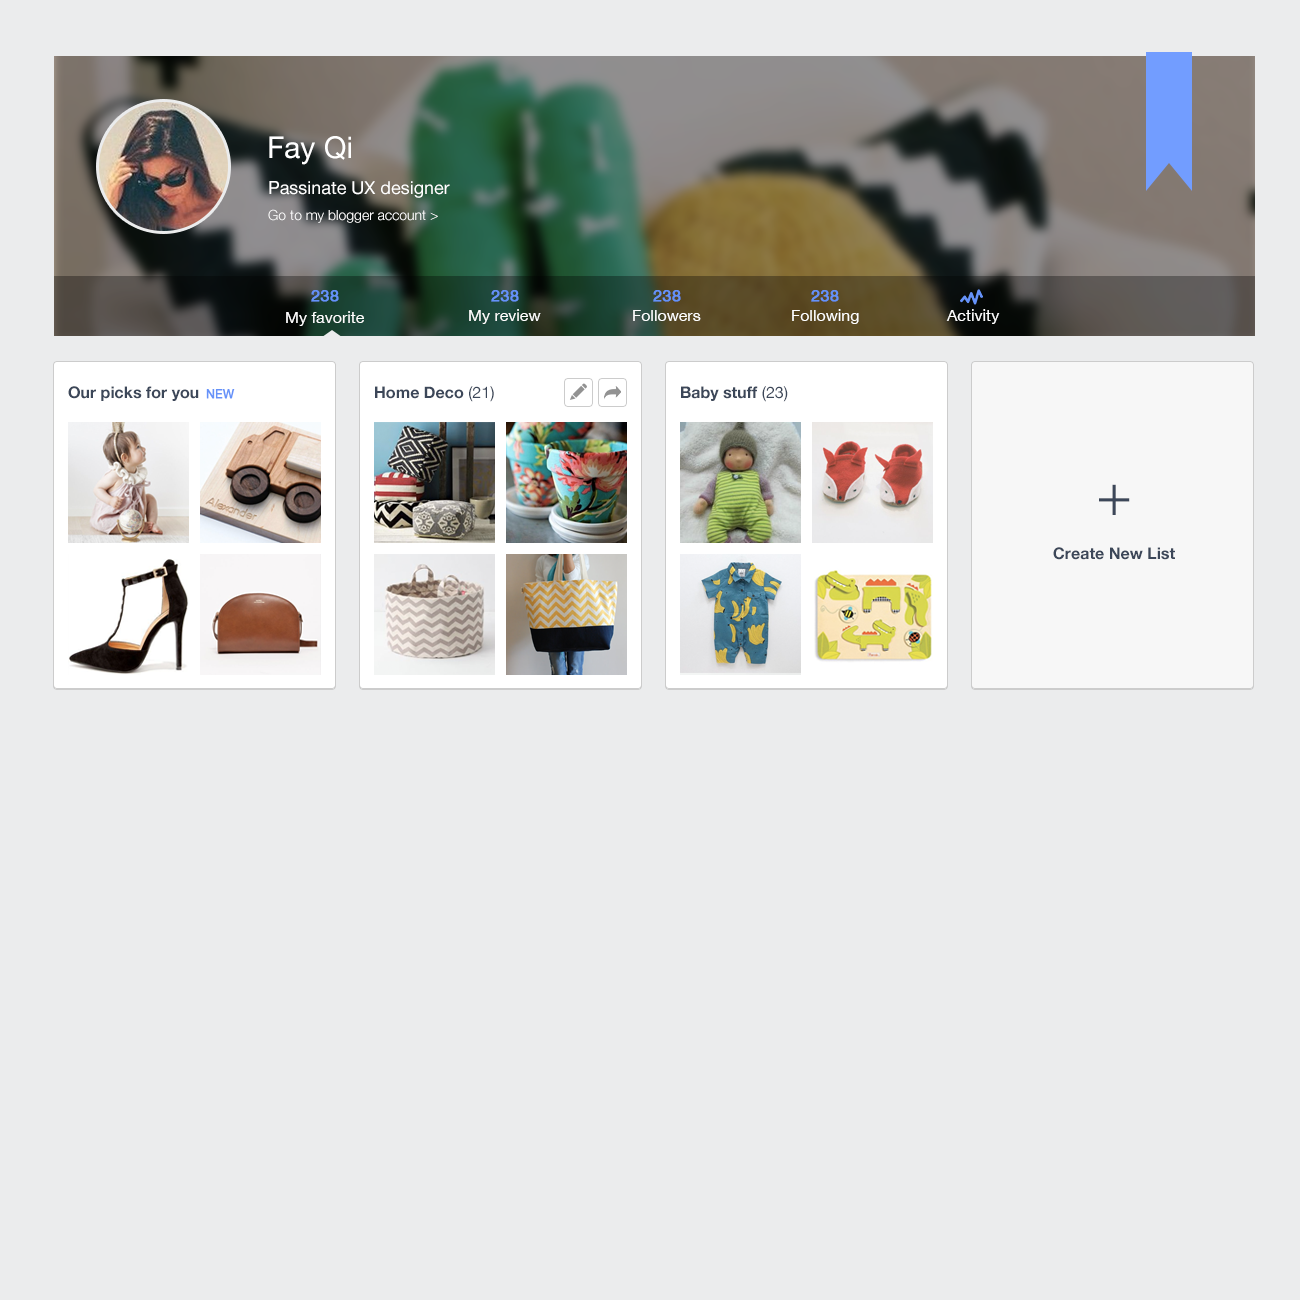 Fay Qi
Passinate UX designer
Go to my blogger account >
238
My favorite
238
My review
238
Followers
238
Following
Activity
Our picks for you NEW
Home Deco (21)
Baby stuff (23)
Alexander
Create New List